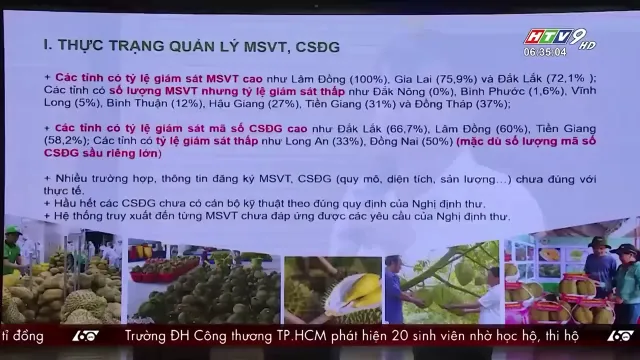 HTV9 HD
06:35:04
I. THỰC TRẠNG QUẢN LÝ MSVT, CSĐG
+ Các tỉnh có tỷ lệ giám sát MSVT cao như Lâm Đồng (100%), Gia Lai (75,9%) và Đắk Lắk (72,1% );
Các tỉnh có số lượng MSVT nhưng tỷ lệ giám sát thấp như Đắk Nông (0%), Bình Phước (1,6%), Vĩnh
Long (5%), Bình Thuận (12%), Hậu Giang (27%), Tiền Giang (31%) và Đồng Tháp (37%);
+ Các tỉnh có tỷ lệ giám sát mã số CSĐG cao như Đắk Lắk (66,7%), Lâm Đồng (60%), Tiền Giang
(58,2%); Các tỉnh có tỷ lệ giám sát thấp như Long An (33%), Đồng Nai (50%) (mặc dù số lượng mã số
CSĐG sầu riêng lớn)
+ Nhiều trường hợp, thông tin đăng ký MSVT, CSĐG (quy mô, diện tích, sản lượng...) chưa đúng với
thực tế.
+ Hầu hết các CSĐG chưa có cán bộ kỹ thuật theo đúng quy định của Nghị định thư.
+ Hệ thống truy xuất đến từng MSVT chưa đáp ứng được các yêu cầu của Nghị định thư.
tỉ đồng 60 Trường ĐH Công thương TP.HCM phát hiện 20 sinh viên nhờ học hộ, thi hộ 60